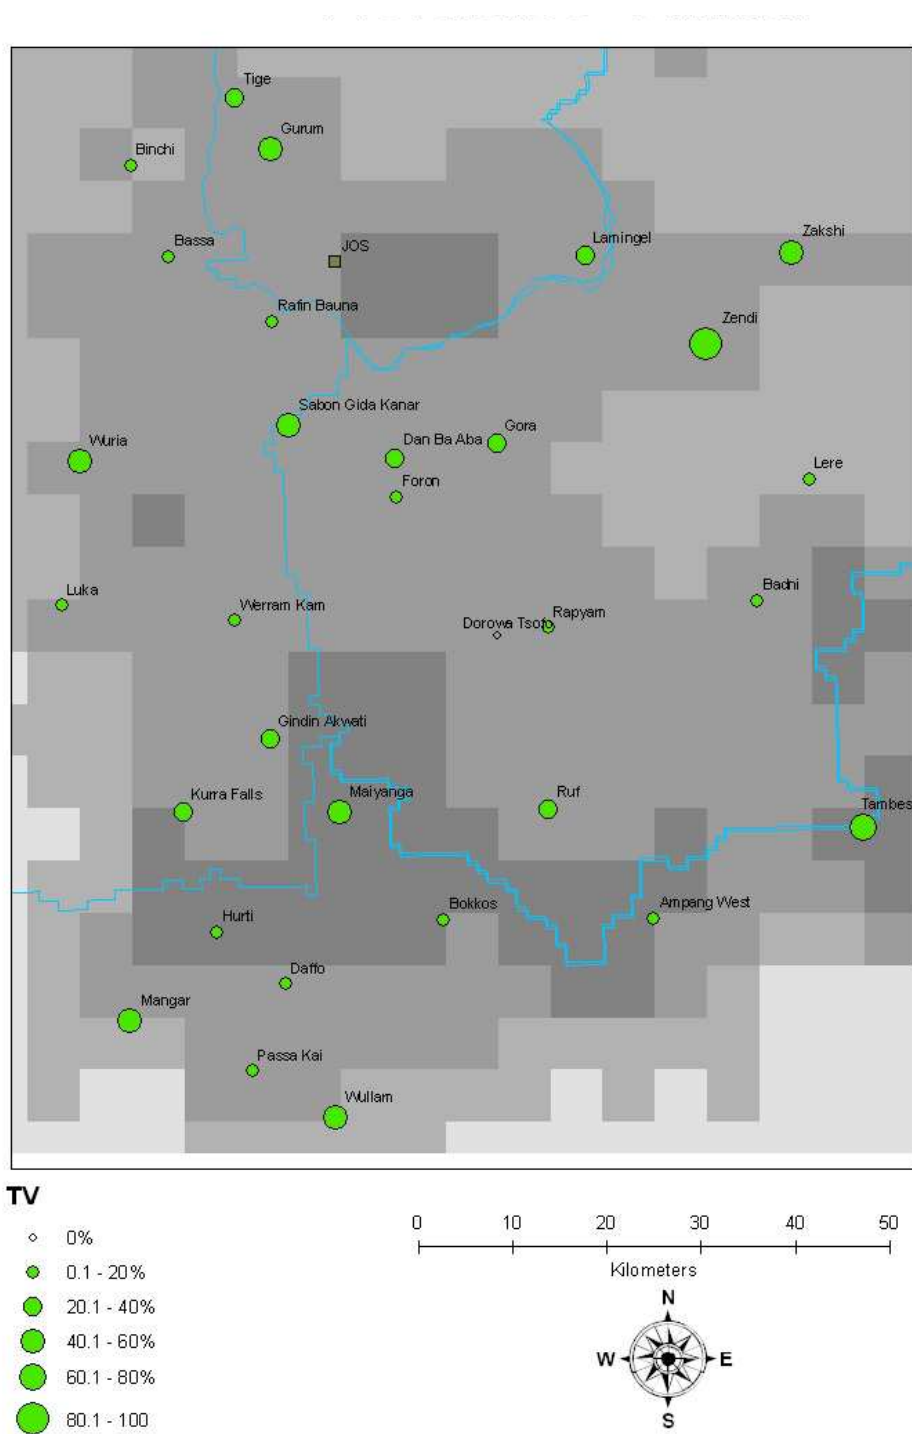 Tige
Gurum
Binchi
Zakshi
Lamingel
Bassa
JOS
Rafin Bauna
Zendi
Sabon Gida Kanar
Gora
Wuria
Dan Ba Aba
Lere
Foron
Badni
Luka
Werram Kam
Rapyam
Dorowa Tsofo
Gindin Akwati
Kurra Falls
Maiyanga
Ruf
Tambes
Bokkos
Ampang West
Hurti
Daffo
Mangar
Passa Kai
Wullam
TV
0%
0.1 - 20%
20.1 - 40%
40.1 - 60%
60.1 - 80%
80.1 - 100
0 10 20 30 40 50
Kilometers
N
W E
S